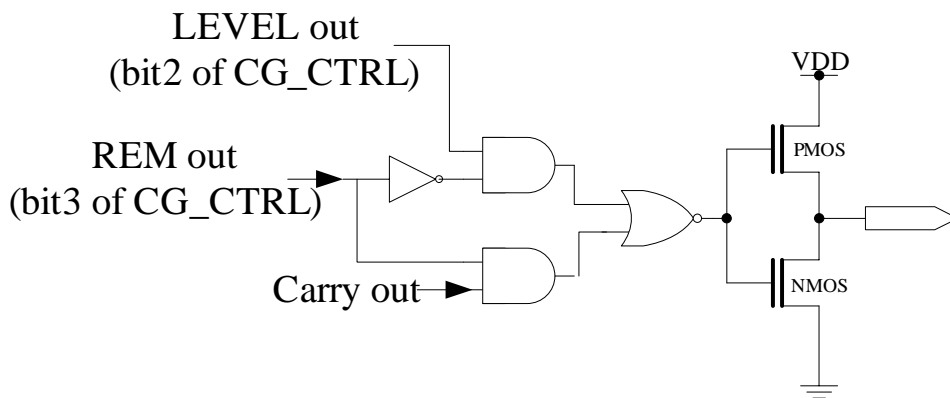 LEVEL out
(bit2 of CG_CTRL)
VDD
PMOS
REM out
(bit3 of CG_CTRL)
Carry out
NMOS